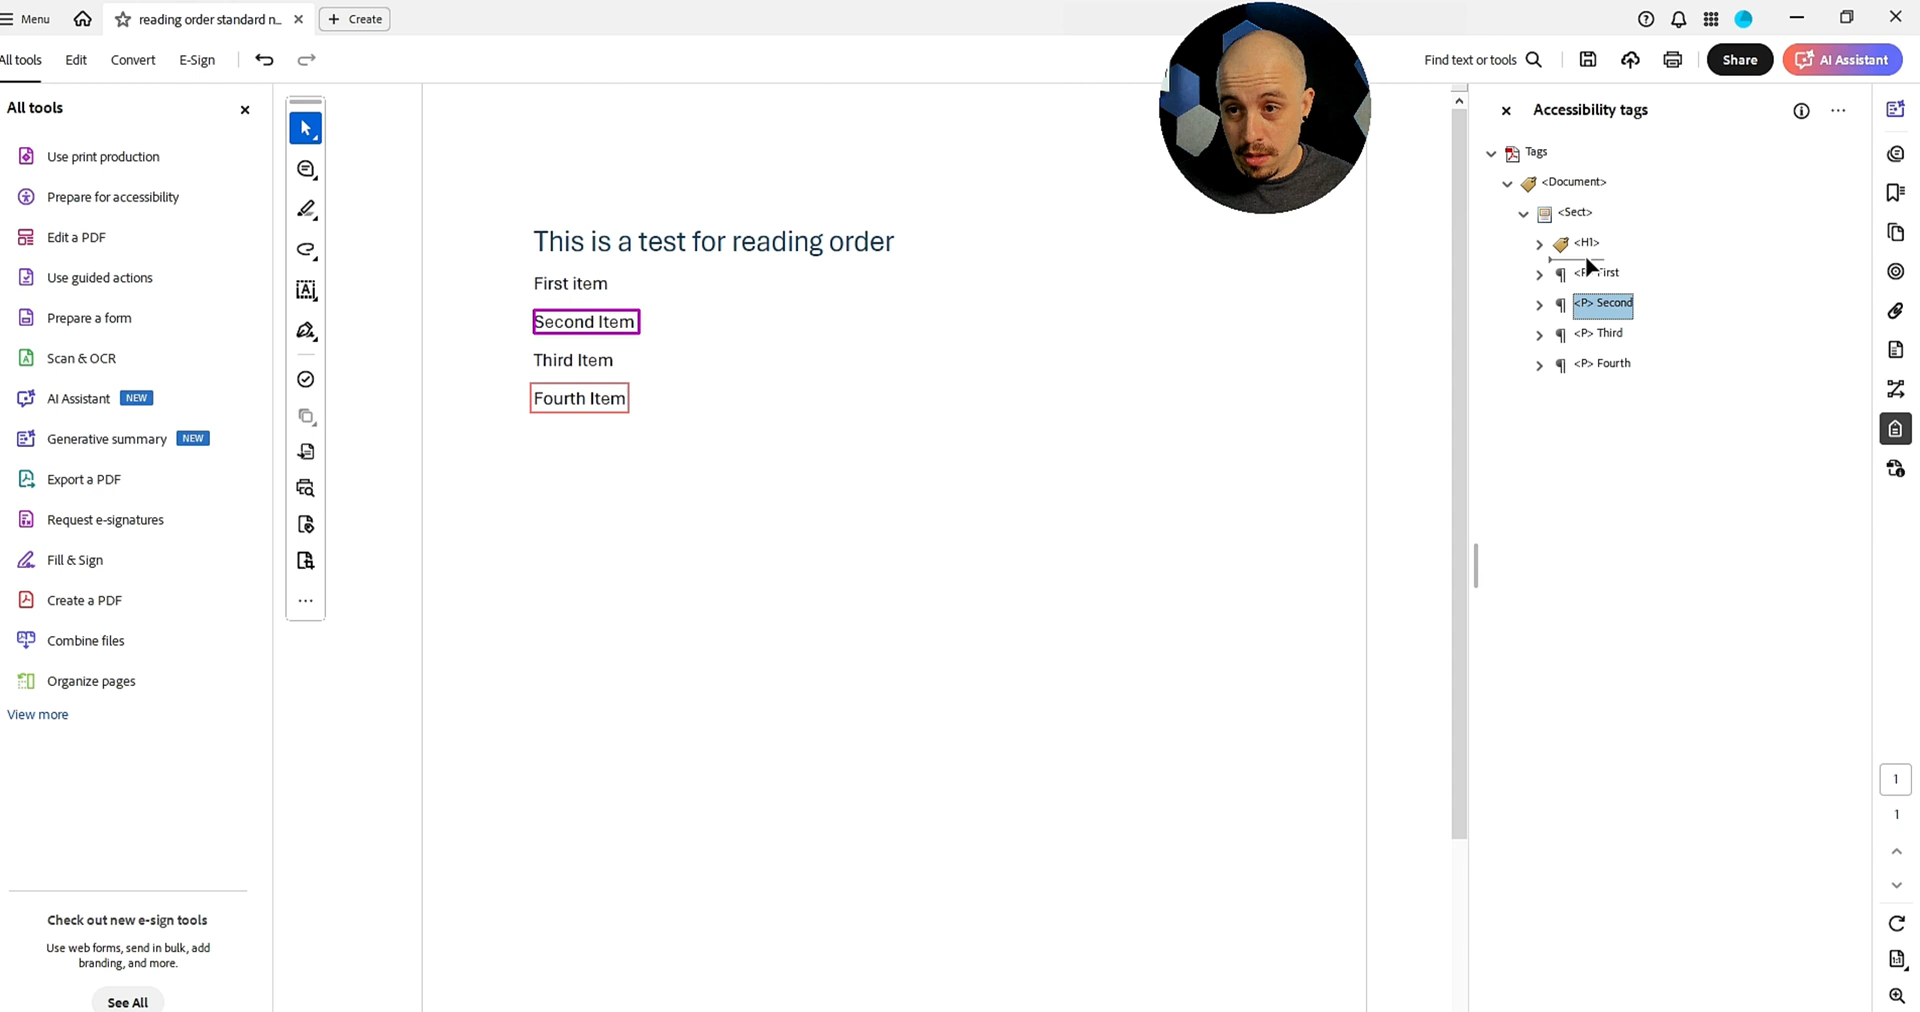 Menu
reading order standard n...
Create
All tools
Edit
Convert
E-Sign
Find text or tools
Share
AI Assistant
All tools
Use print production
Prepare for accessibility
Edit a PDF
Use guided actions
Prepare a form
Scan & OCR
AI Assistant NEW
Generative summary NEW
Export a PDF
Request e-signatures
Fill & Sign
Create a PDF
Combine files
Organize pages
View more
Check out new e-sign tools
Use web forms, send in bulk, add
branding, and more.
See All
This is a test for reading order
First item
Second Item
Third Item
Fourth Item
Accessibility tags
Tags
<Document>
<Sect>
<H1>
<P> Second
<P> Third
<P> Fourth
1
1